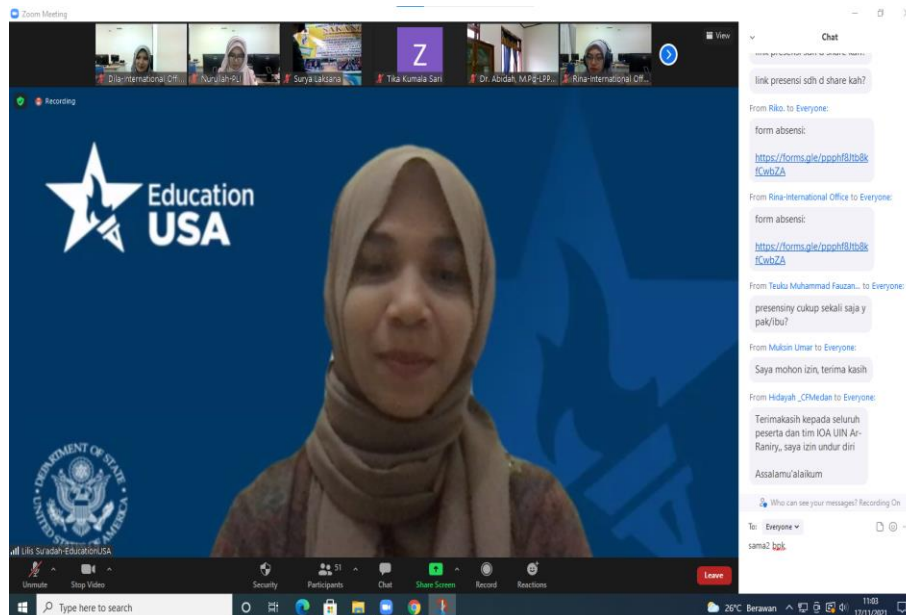 Zoom Meeting
View
Dila-International Off...
Nurullah-PLI
Surya Laksana
Z
Tika Kumala Sari
Dr. Abidah, M.Pd-LPP...
Rina-International Off...
Recording
Education
USA
DEPARTMENT OF STATE
UNITED STATES OF AMERICA
Lilis Su'adah-EducationUSA
Unmute
Stop Video
Security
51
Participants
Chat
Share Screen
Record
Reactions
Leave
Chat
link presensi sdh d share kah?
link presensi sdh d share kah?
From Riko. to Everyone:
form absensi:
https://forms.gle/ppphf8Jtb8k
fCwbZA
From Rina-International Office to Everyone:
form absensi:
https://forms.gle/ppphf8Jtb8k
fCwbZA
From Teuku Muhammad Fauzan... to Everyone:
presensiny cukup sekali saja y
pak/ibu?
From Muksin Umar to Everyone:
Saya mohon izin, terima kasih
From Hidayah _CFMedan to Everyone:
Terimakasih kepada seluruh
peserta dan tim IOA UIN Ar-
Raniry,, saya izin undur diri
Assalamu'alaikum
Who can see your messages? Recording On
To: Everyone
sama2 bpk
Type here to search
26°C Berawan
11:03
17/11/2021